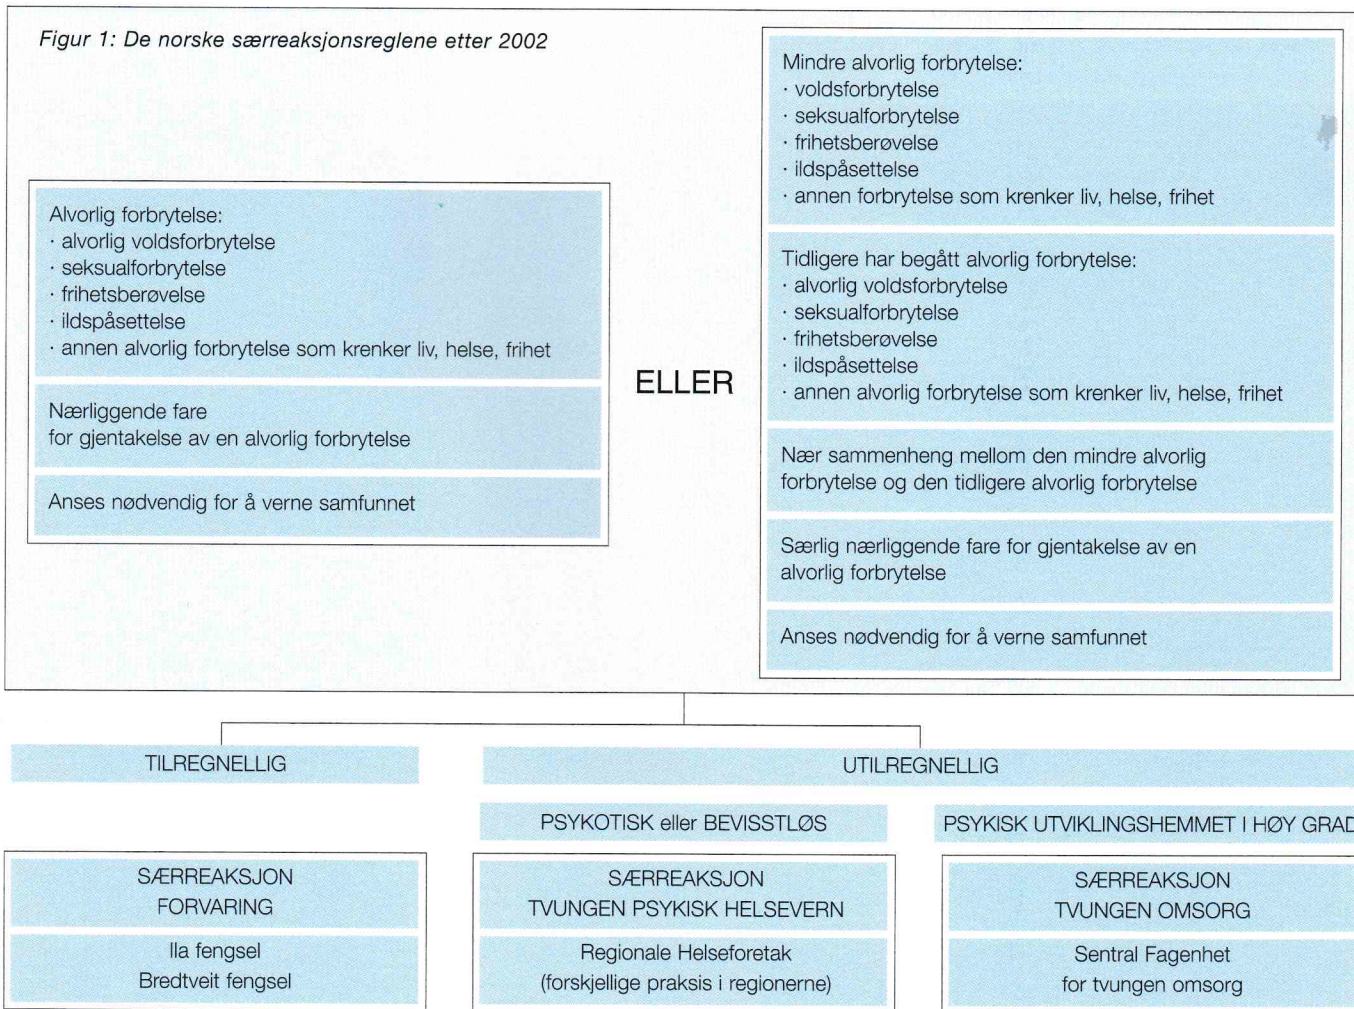 Figur 1: De norske særreaksjonsreglene etter 2002
Alvorlig forbrytelse:
· alvorlig voldsforbrytelse
· seksualforbrytelse
· frihetsberøvelse
· ildspåsettelse
· annen alvorlig forbrytelse som krenker liv, helse, frihet
Nærliggende fare
for gjentakelse av en alvorlig forbrytelse
Anses nødvendig for å verne samfunnet
ELLER
Mindre alvorlig forbrytelse:
· voldsforbrytelse
· seksualforbrytelse
· frihetsberøvelse
· ildspåsettelse
· annen forbrytelse som krenker liv, helse, frihet
Tidligere har begått alvorlig forbrytelse:
· alvorlig voldsforbrytelse
· seksualforbrytelse
· frihetsberøvelse
· ildspåsettelse
· annen alvorlig forbrytelse som krenker liv, helse, frihet
Nær sammenheng mellom den mindre alvorlig
forbrytelse og den tidligere alvorlig forbrytelse
Særlig nærliggende fare for gjentakelse av en
alvorlig forbrytelse
Anses nødvendig for å verne samfunnet
TILREGNELLIG
UTILREGNELLIG
PSYKOTISK eller BEVISSTLØS
PSYKISK UTVIKLINGSHEMMET I HØY GRAD
SÆRREAKSJON
FORVARING
Ila fengsel
Bredtveit fengsel
SÆRREAKSJON
TVUNGEN PSYKISK HELSEVERN
Regionale Helseforetak
(forskjellige praksis i regionerne)
SÆRREAKSJON
TVUNGEN OMSORG
Sentral Fagenhet
for tvungen omsorg